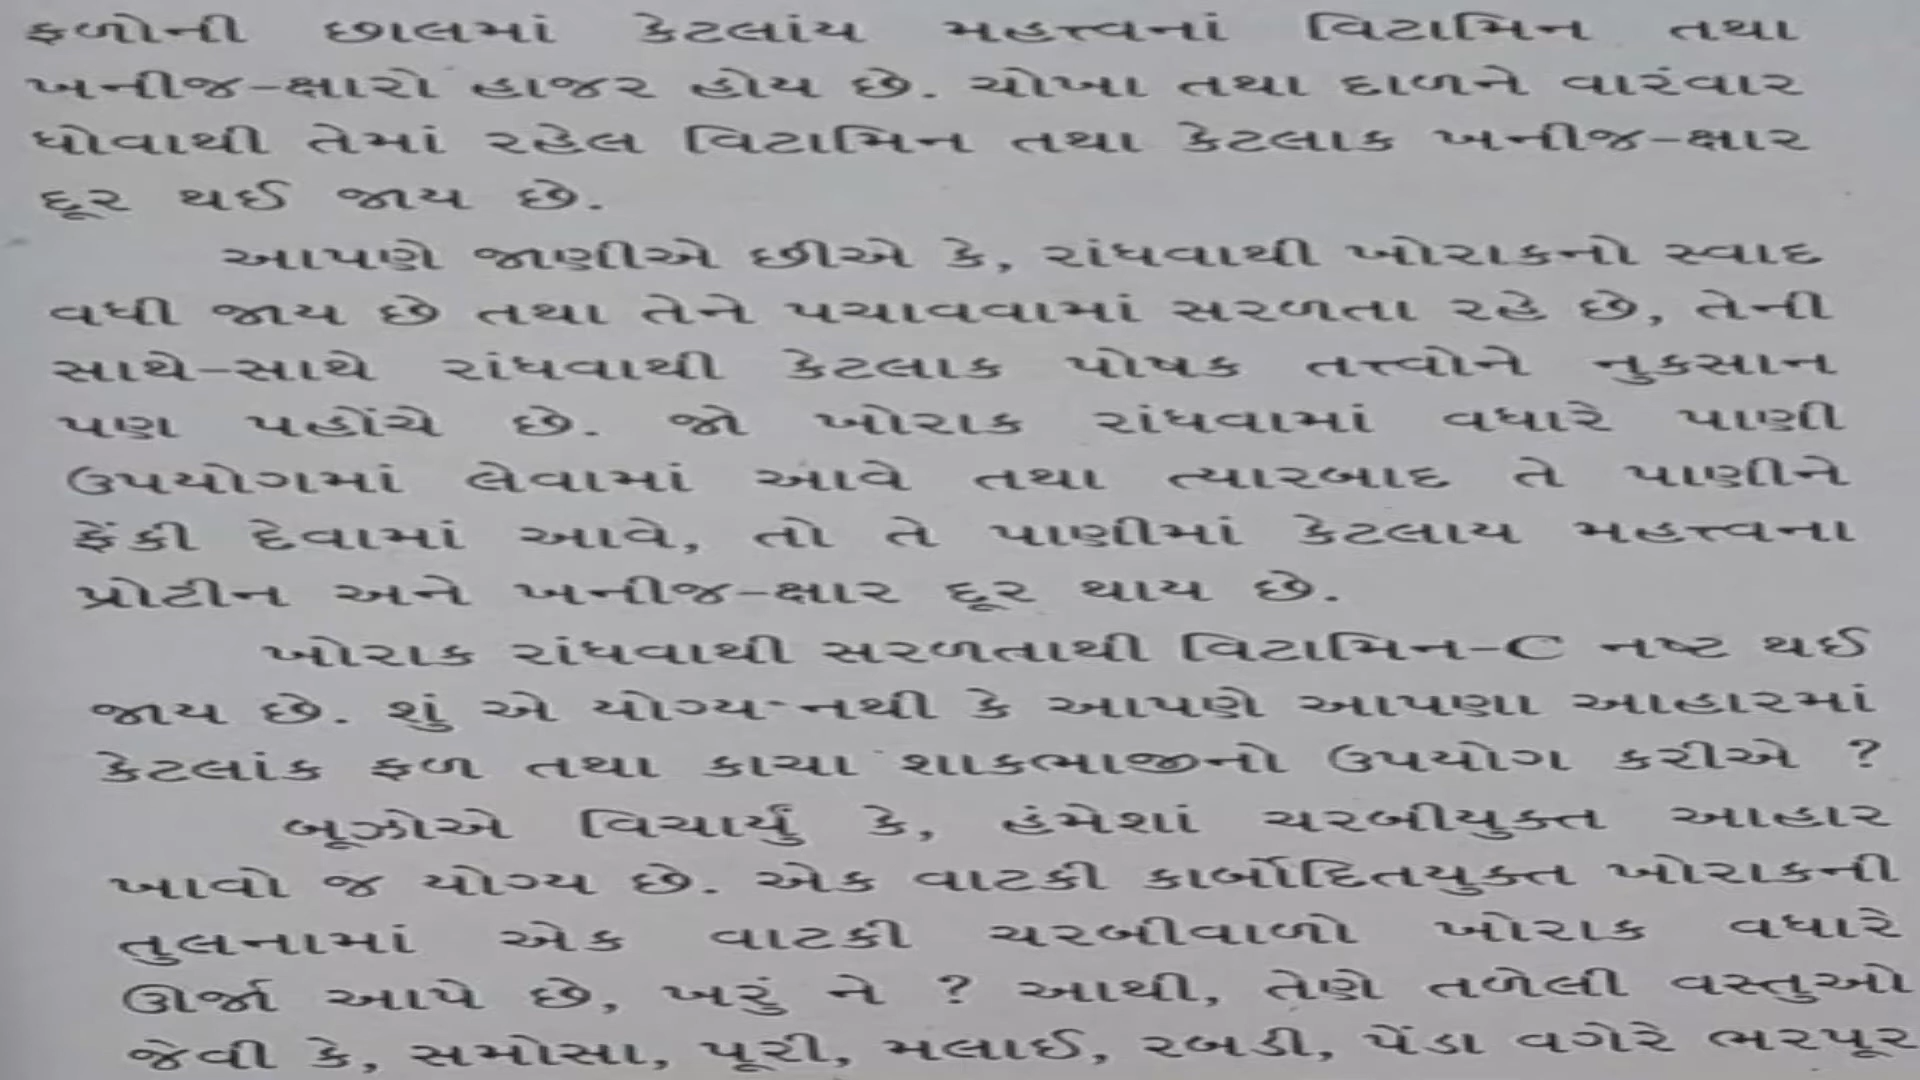 ફળોની છાલમાં કેટલાંય મહત્ત્વનાં વિટામિન તથા
ખનીજ-ક્ષારો હાજર હોય છે. ચોખા તથા દાળને વારંવાર
ધોવાથી તેમાં રહેલ વિટામિન તથા કેટલાક ખનીજ-ક્ષાર
દૂર થઈ જાય છે.
આપણે જાણીએ છીએ કે, રાંધવાથી ખોરાકનો સ્વાદ
વધી જાય છે તથા તેને પચાવવામાં સરળતા રહે છે, તેની
સાથે-સાથે રાંધવાથી કેટલાક પોષક તત્ત્વોને નુકસાન
પણ પહોંચે છે. જો ખોરાક રાંધવામાં વધારે પાણી
ઉપયોગમાં લેવામાં આવે તથા ત્યારબાદ તે પાણીને
ફેંકી દેવામાં આવે, તો તે પાણીમાં કેટલાય મહત્ત્વના
પ્રોટીન અને ખનીજ-ક્ષાર દૂર થાય છે.
ખોરાક રાંધવાથી સરળતાથી વિટામિન-C નષ્ટ થઈ
જાય છે. શું એ યોગ્ય નથી કે આપણે આપણા આહારમાં
કેટલાંક ફળ તથા કાચા શાકભાજીનો ઉપયોગ કરીએ ?
બૂઝોએ વિચાર્યું કે, હંમેશાં ચરબીયુક્ત આહાર
ખાવો જ યોગ્ય છે. એક વાટકી કાર્બોદિતયુક્ત ખોરાકની
તુલનામાં એક વાટકી ચરબીવાળો ખોરાક વધારે
ઊર્જા આપે છે, ખરું ને ? આથી, તેણે તળેલી વસ્તુઓ
જેવી કે, સમોસા, પૂરી, મલાઈ, રબડી, પેંડા વગેરે ભરપૂર